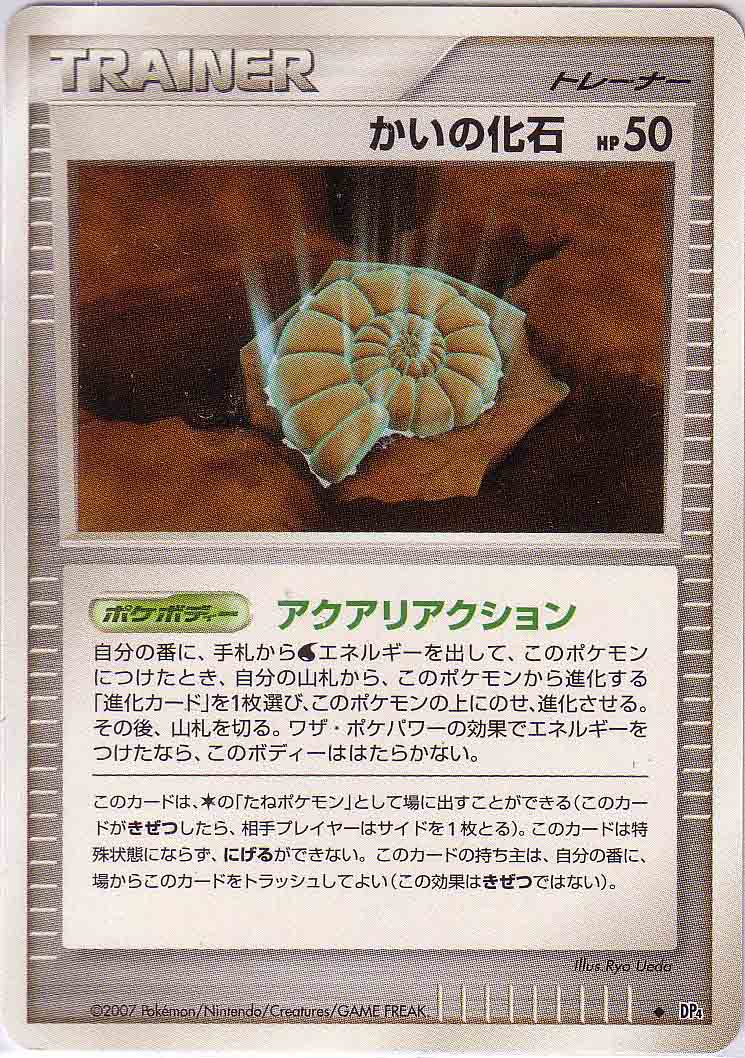 TRAINER
トレーナー
かいの化石 HP 50
ポケボディー アクアリアクション
自分の番に、手札からエネルギーを出して、このポケモン
につけたとき、自分の山札から、このポケモンから進化する
「進化カード」を1枚選び、このポケモンの上にのせ、進化させる。
その後、山札を切る。ワザ・ポケパワーの効果でエネルギーを
つけたなら、このボディーははたらかない。
このカードは、の「たねポケモン」として場に出すことができる(このカー
ドがきぜつしたら、相手プレイヤーはサイドを1枚とる)。このカードは特
殊状態にならず、にげるができない。このカードの持ち主は、自分の番に、
場からこのカードをトラッシュしてよい(この効果はきぜつではない)。
Illus. Ryo Ueda
©2007 Pokémon/Nintendo/Creatures/GAME FREAK.
DP4